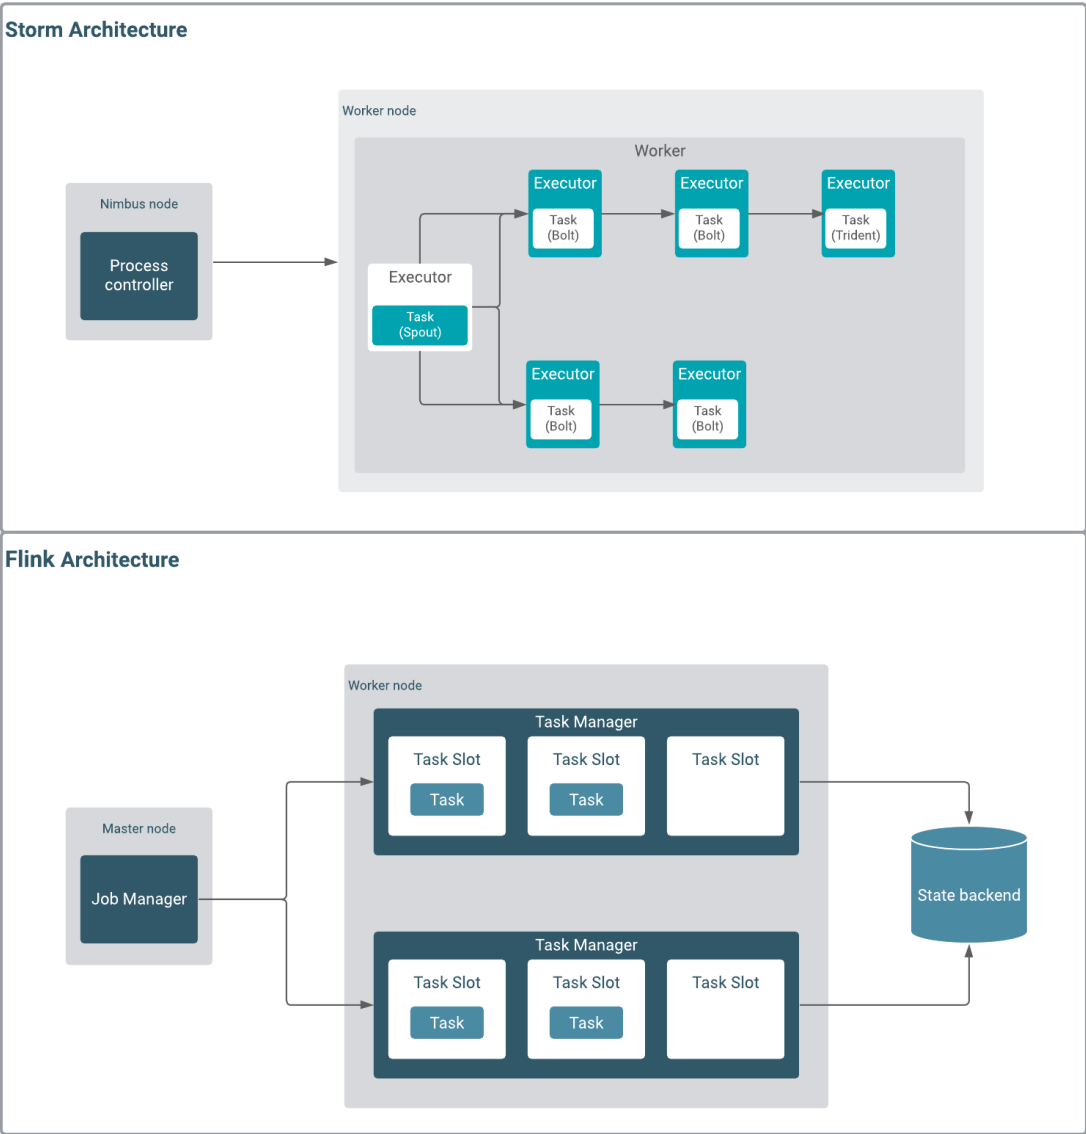 Storm Architecture
Worker node
Worker
Nimbus node
Process
controller
Executor
Task
(Spout)
Executor
Task
(Bolt)
Executor
Task
(Bolt)
Executor
Task
(Trident)
Executor
Task
(Bolt)
Executor
Task
(Bolt)
Flink Architecture
Master node
Job Manager
Worker node
Task Manager
Task Slot
Task
Task Slot
Task
Task Slot
Task Manager
Task Slot
Task
Task Slot
Task
Task Slot
State backend